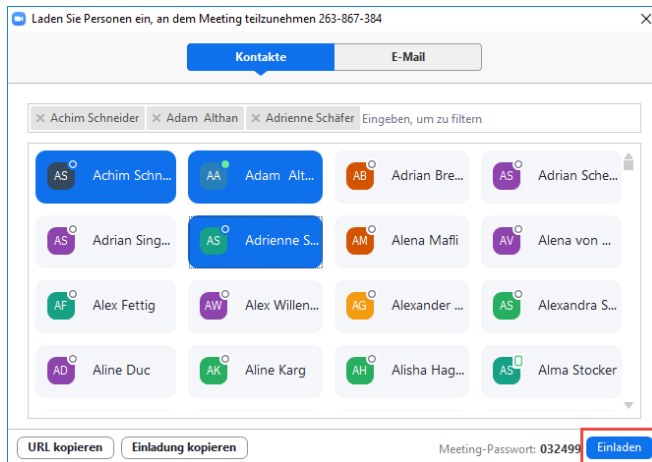 Laden Sie Personen ein, an dem Meeting teilzunehmen 263-867-384
Kontakte E-Mail
Achim Schneider Adam Althan Adrienne Schäfer Eingeben, um zu filtern
AS Achim Schn... AA Adam Alt... AB Adrian Bre... AS Adrian Sche...
AS Adrian Sing... AS Adrienne S... AM Alena Mafli AV Alena von ...
AF Alex Fettig AW Alex Willen... AG Alexander ... AS Alexandra S...
AD Aline Duc AK Aline Karg AH Alisha Hag... AS Alma Stocker
URL kopieren Einladung kopieren Meeting-Passwort: 032499 Einladen